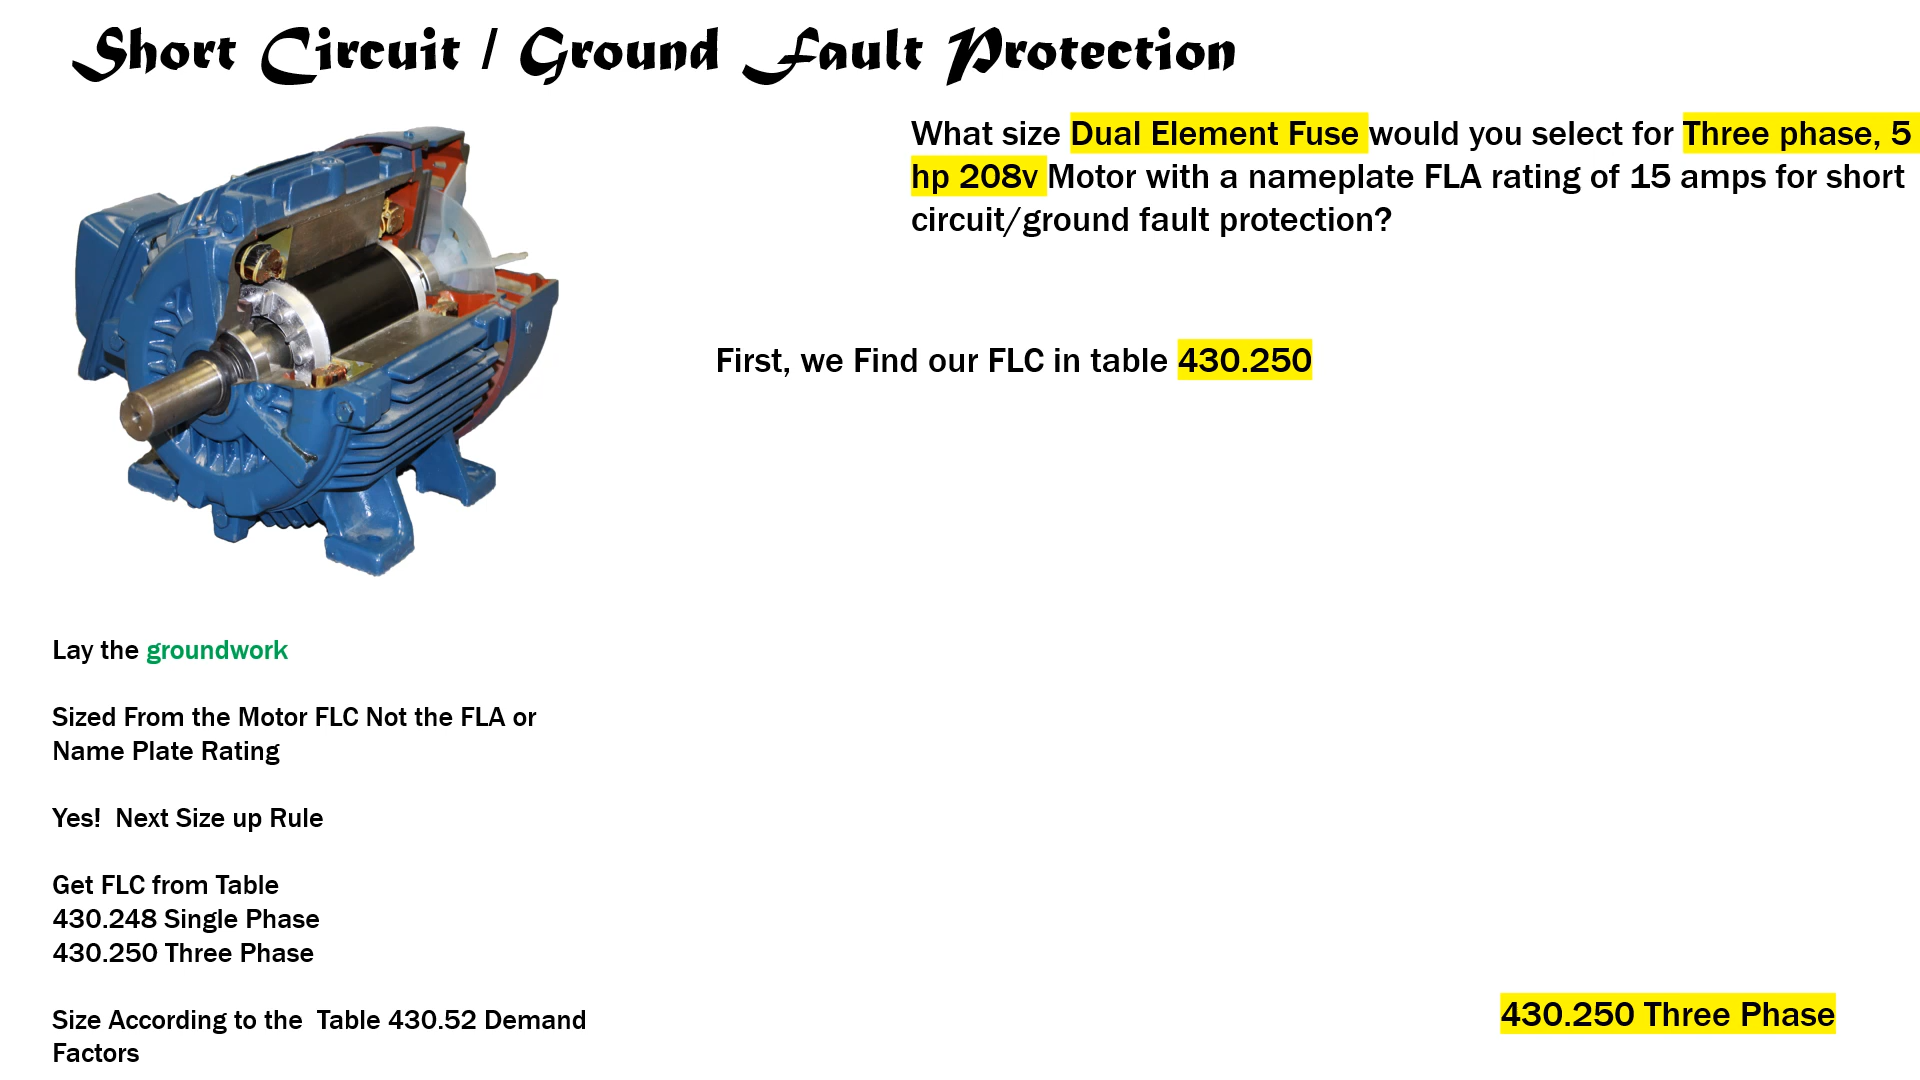 Short Circuit / Ground Fault Protection
What size Dual Element Fuse would you select for Three phase, 5
hp 208v Motor with a nameplate FLA rating of 15 amps for short
circuit/ground fault protection?
First, we Find our FLC in table 430.250
Lay the groundwork
Sized From the Motor FLC Not the FLA or
Name Plate Rating
Yes!  Next Size up Rule
Get FLC from Table
430.248 Single Phase
430.250 Three Phase
Size According to the  Table 430.52 Demand
Factors
430.250 Three Phase